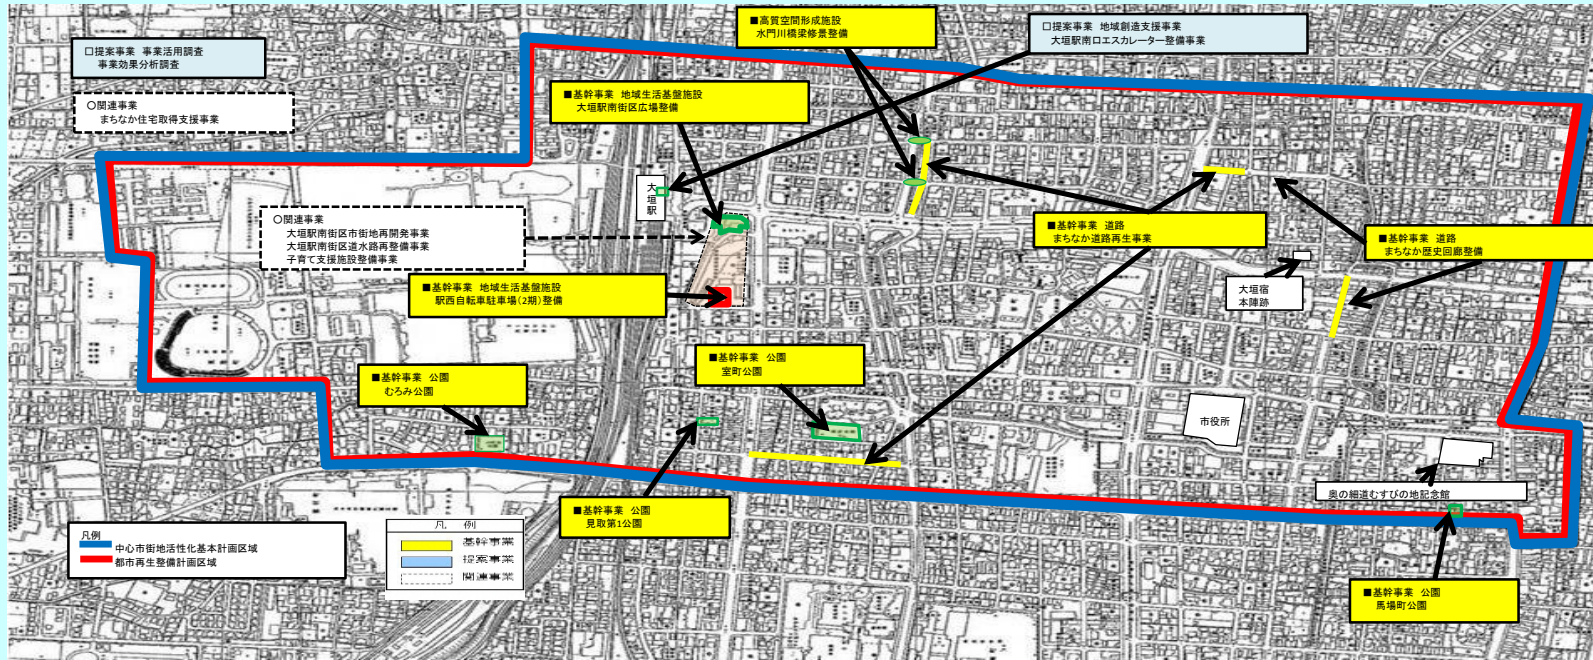 ■高質空間形成施設
水門川橋梁修景整備
□提案事業 地域創造支援事業
大垣駅南口エスカレーター整備事業
□提案事業 事業活用調査
事業効果分析調査
○関連事業
まちなか住宅取得支援事業
■基幹事業 地域生活基盤施設
大垣駅南街区広場整備
大垣駅
○関連事業
大垣駅南街区市街地再開発事業
大垣駅南街区道水路再整備事業
子育て支援施設整備事業
■基幹事業 道路
まちなか道路再生事業
■基幹事業 道路
まちなか歴史回廊整備
■基幹事業 地域生活基盤施設
駅西自転車駐車場(2期)整備
大垣宿
本陣跡
■基幹事業 公園
むろみ公園
■基幹事業 公園
室町公園
市役所
奥の細道むすびの地記念館
■基幹事業 公園
見取第1公園
■基幹事業 公園
馬場町公園
凡例
中心市街地活性化基本計画区域
都市再生整備計画区域
凡 例
基幹事業
提案事業
関連事業